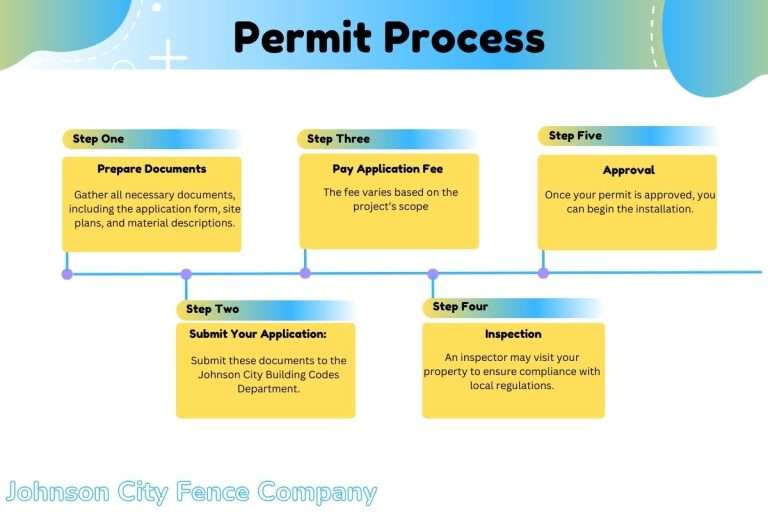 Permit Process
Step One
Prepare Documents
Gather all necessary documents,
including the application form, site
plans, and material descriptions.
Step Two
Submit Your Application:
Submit these documents to the
Johnson City Building Codes
Department.
Step Three
Pay Application Fee
The fee varies based on the
project's scope
Step Four
Inspection
An inspector may visit your
property to ensure compliance with
local regulations.
Step Five
Approval
Once your permit is approved, you
can begin the installation.
Johnson City Fence Company